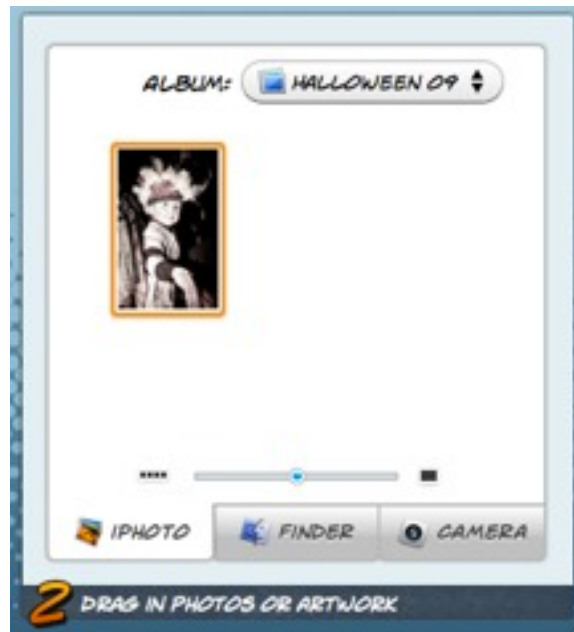 ALBUM: HALLOWEEN 09
IPHOTO FINDER CAMERA
2 DRAG IN PHOTOS OR ARTWORK